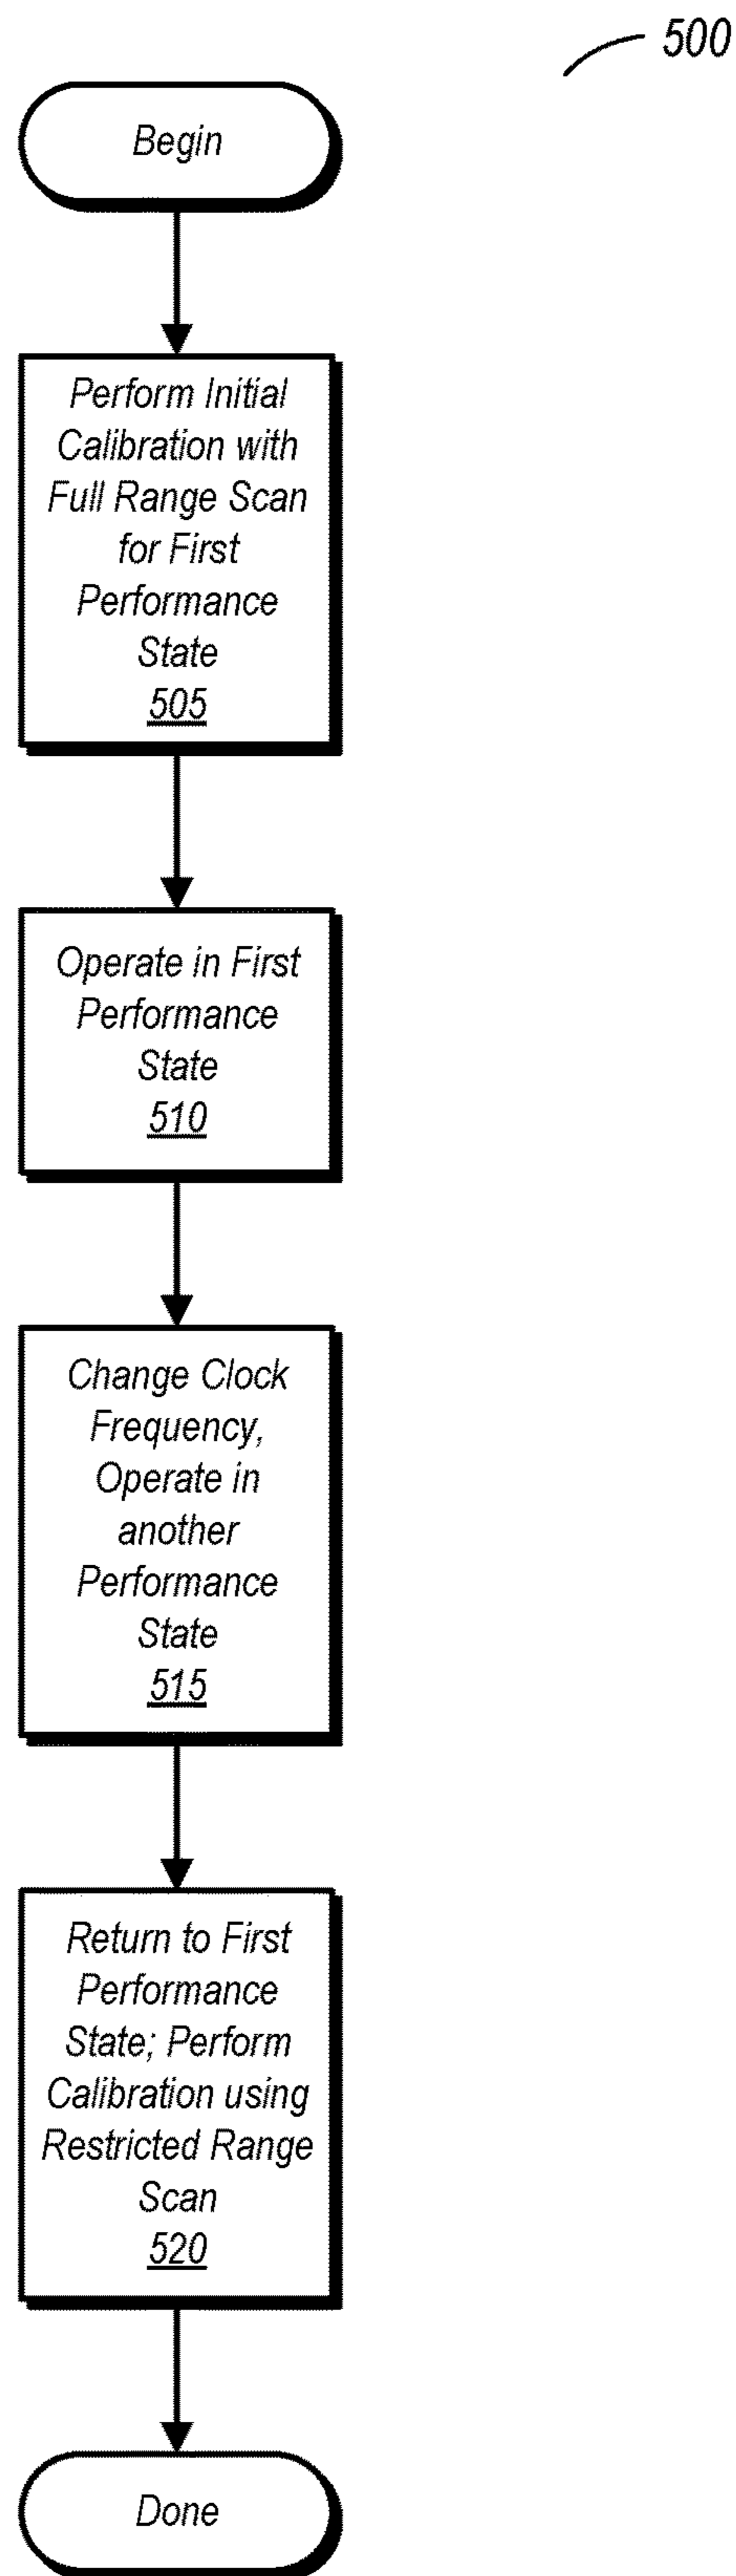 500
Begin
Perform Initial
Calibration with
Full Range Scan
for First
Performance
State
505
Operate in First
Performance
State
510
Change Clock
Frequency,
Operate in
another
Performance
State
515
Return to First
Performance
State; Perform
Calibration using
Restricted Range
Scan
520
Done